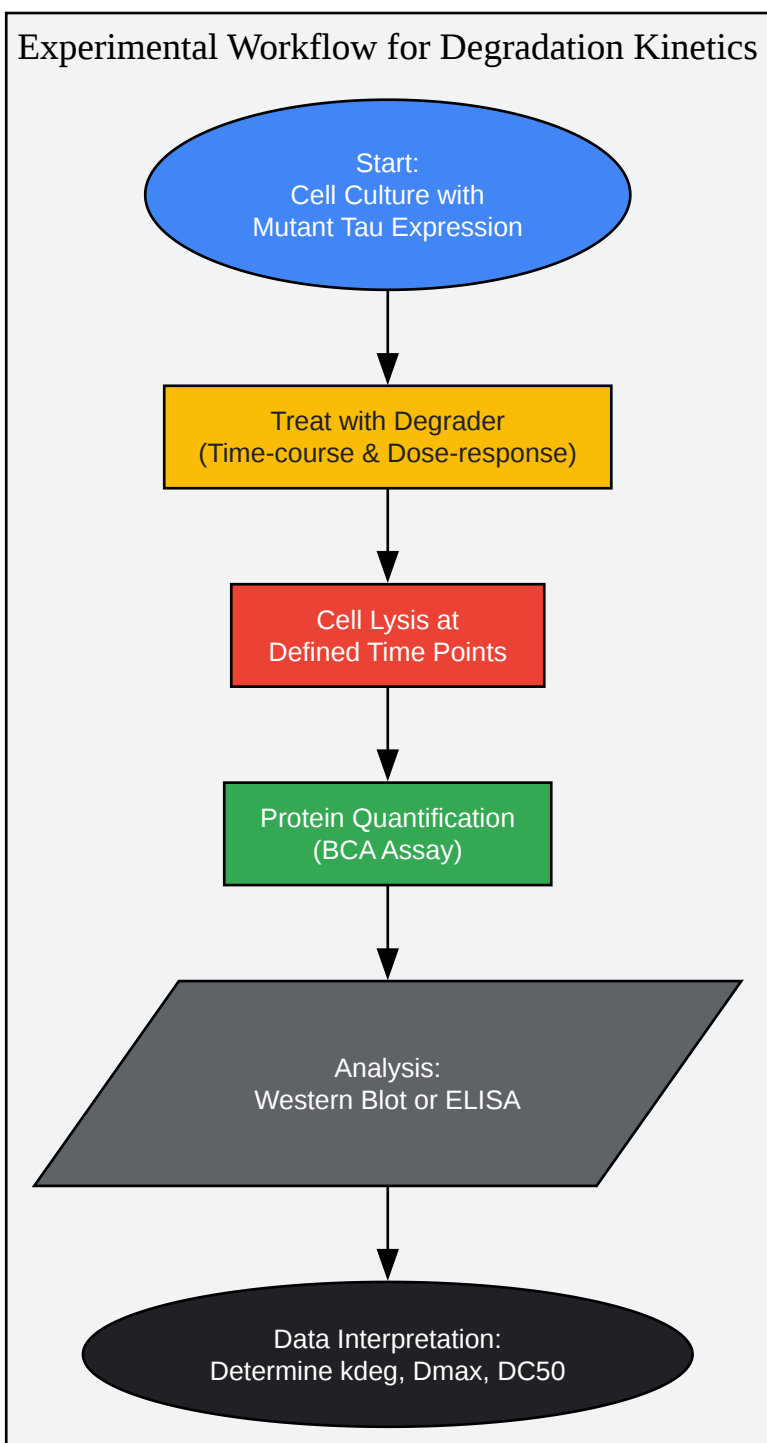 Experimental Workflow for Degradation Kinetics
Start:
Cell Culture with
Mutant Tau Expression
Treat with Degrader
(Time-course & Dose-response)
Cell Lysis at
Defined Time Points
Protein Quantification
(BCA Assay)
Analysis:
Western Blot or ELISA
Data Interpretation:
Determine kdeg, Dmax, DC50